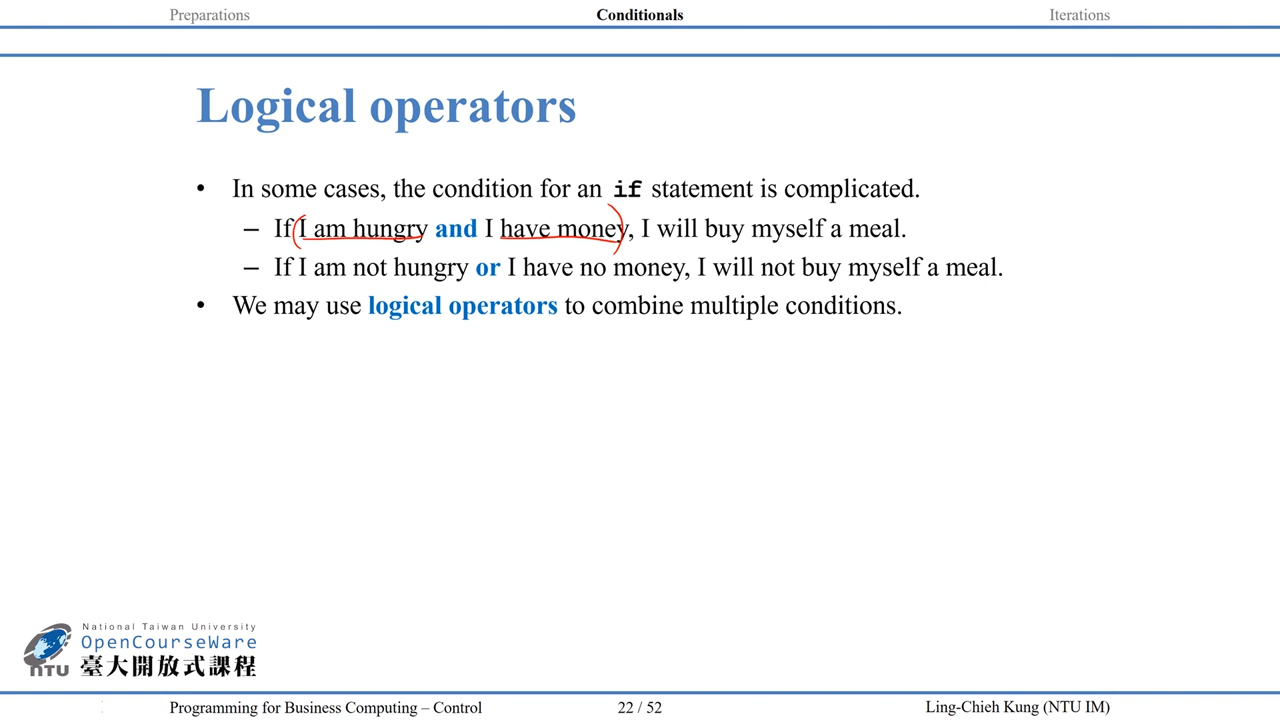 Preparations Conditionals Iterations
Logical operators
• In some cases, the condition for an if statement is complicated.
– If I am hungry and I have money, I will buy myself a meal.
– If I am not hungry or I have no money, I will not buy myself a meal.
• We may use logical operators to combine multiple conditions.
National Taiwan University
OpenCourseWare
NTU 臺大開放式課程
Programming for Business Computing – Control 22 / 52 Ling-Chieh Kung (NTU IM)